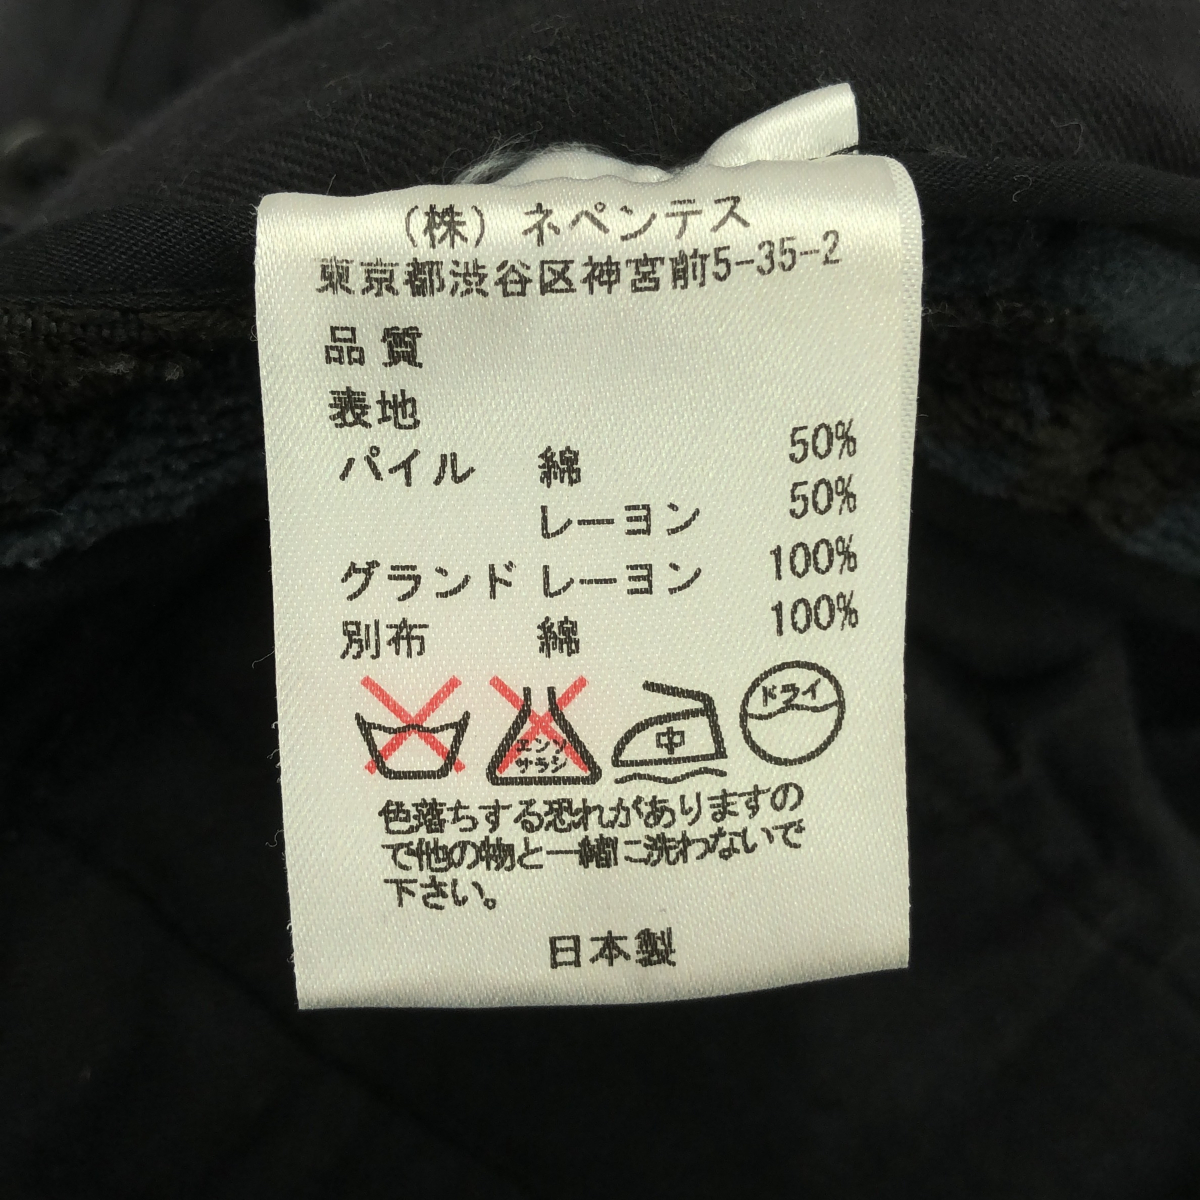 (株) ネペンテス
東京都渋谷区神宮前5-35-2
品質
表地
パイル 綿 50%
レーヨン 50%
グランド レーヨン 100%
別布 綿 100%
エンソ
サラシ
中
ドライ
色落ちする恐れがありますの
で他の物と一緒に洗わないで
下さい。
日本製